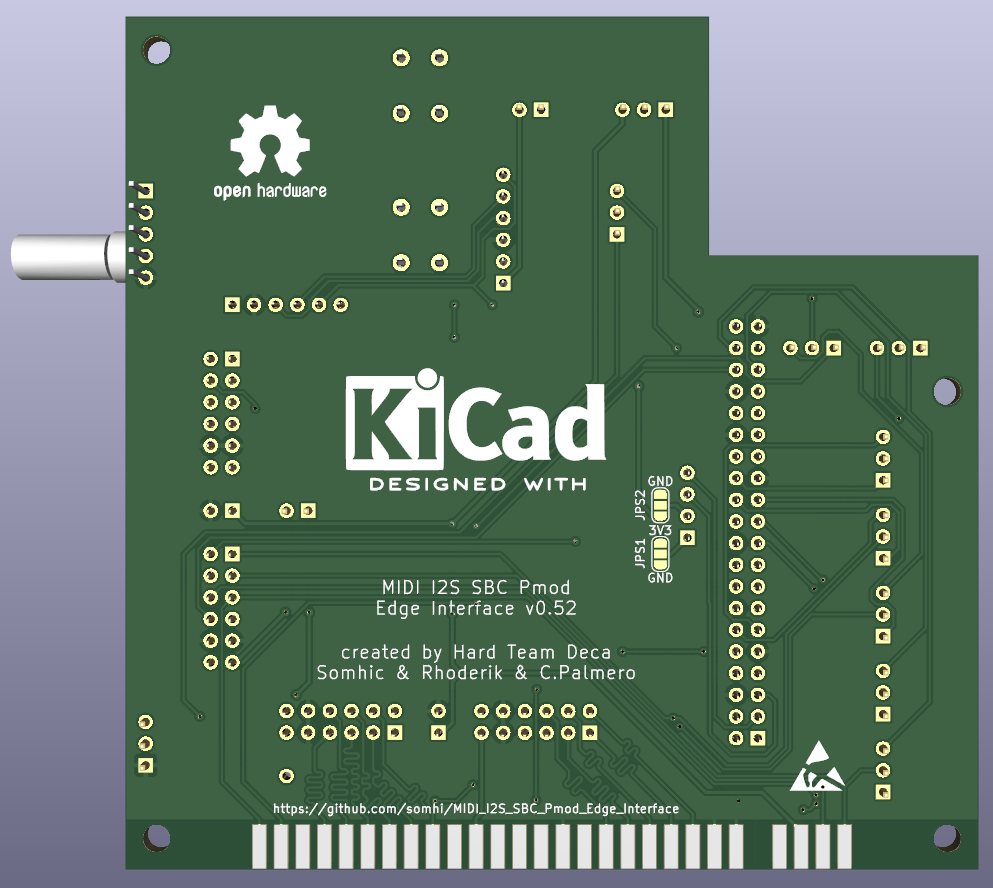 open hardware
KiCad
DESIGNED WITH
GND
JPS2
3V3
JPS1
GND
MIDI I2S SBC Pmod
Edge Interface v0.52
created by Hard Team Deca
Somhic & Rhoderik & C.Palmero
https://github.com/somhi/MIDI_I2S_SBC_Pmod_Edge_Interface